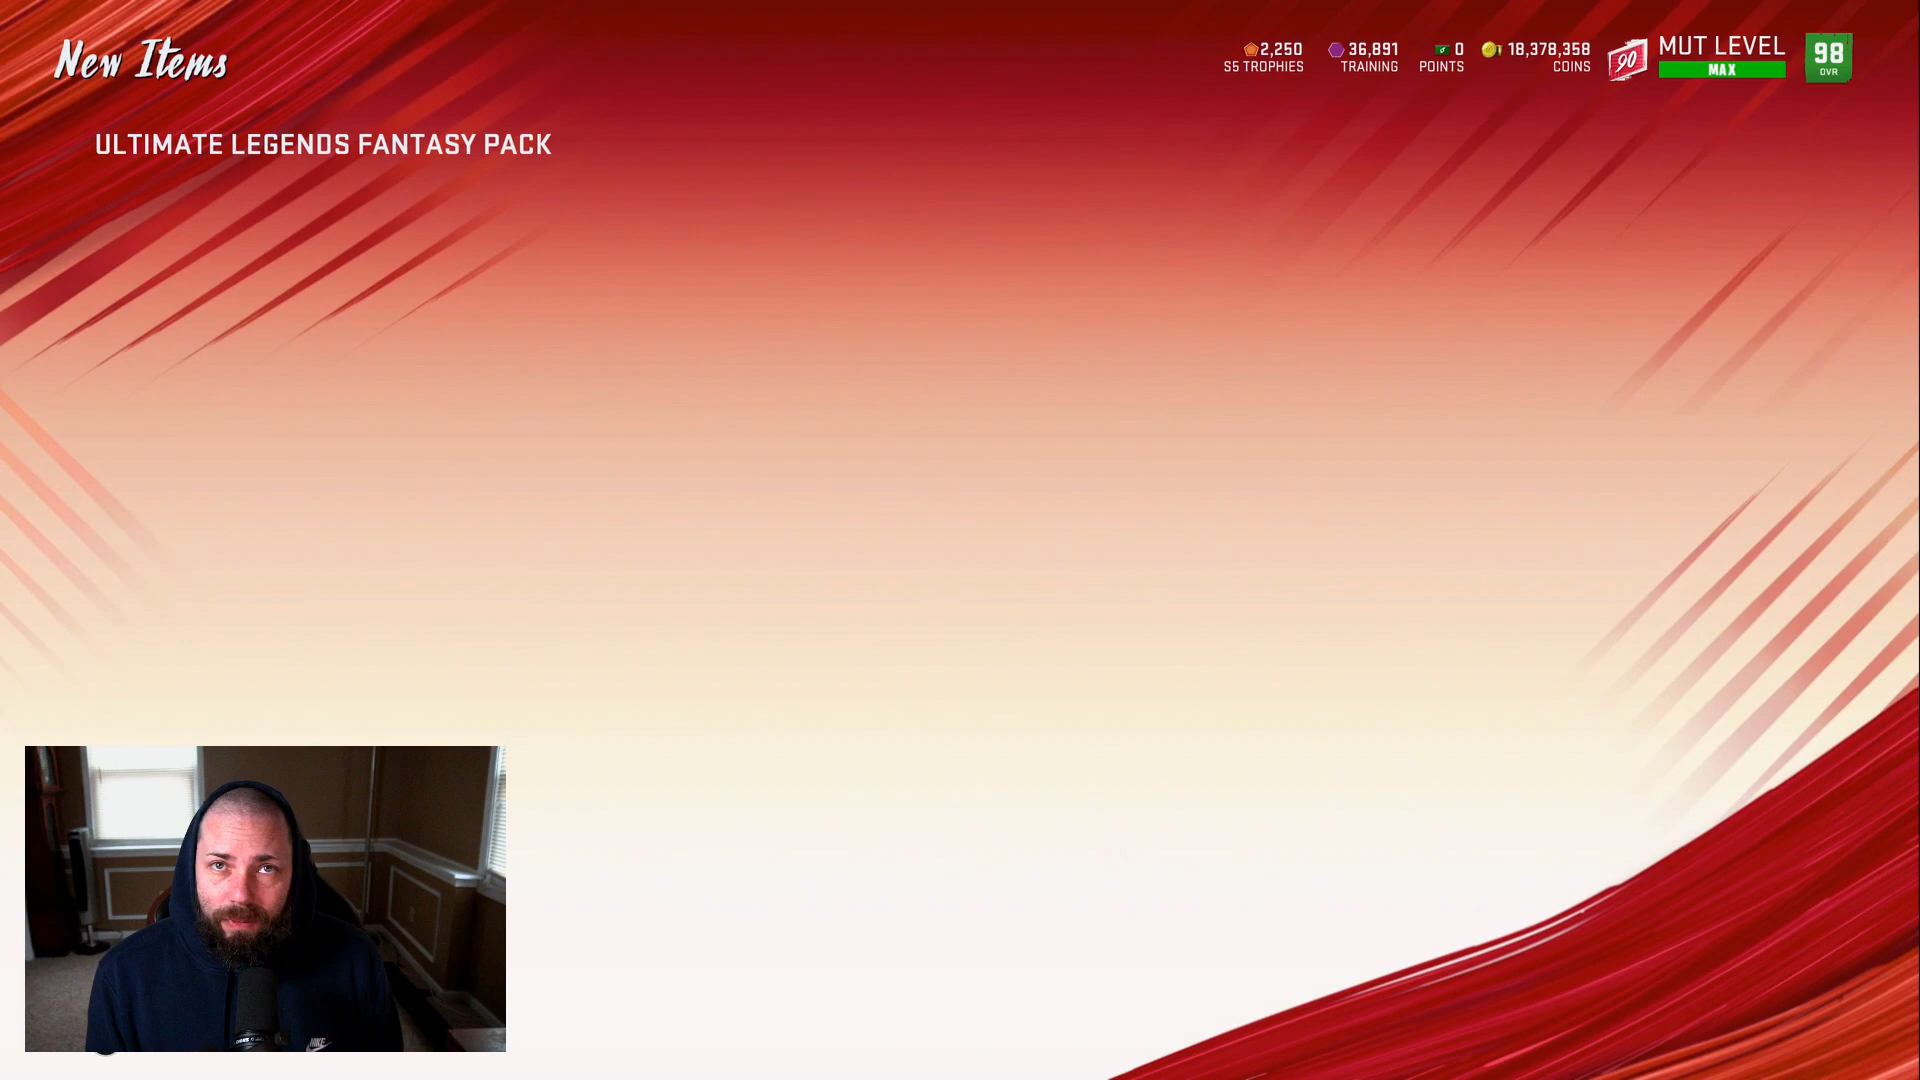 New Items
2,250
S5 TROPHIES
36,891
TRAINING
0
POINTS
18,378,358
COINS
90
MUT LEVEL
MAX
98
OVR
ULTIMATE LEGENDS FANTASY PACK
NIKE